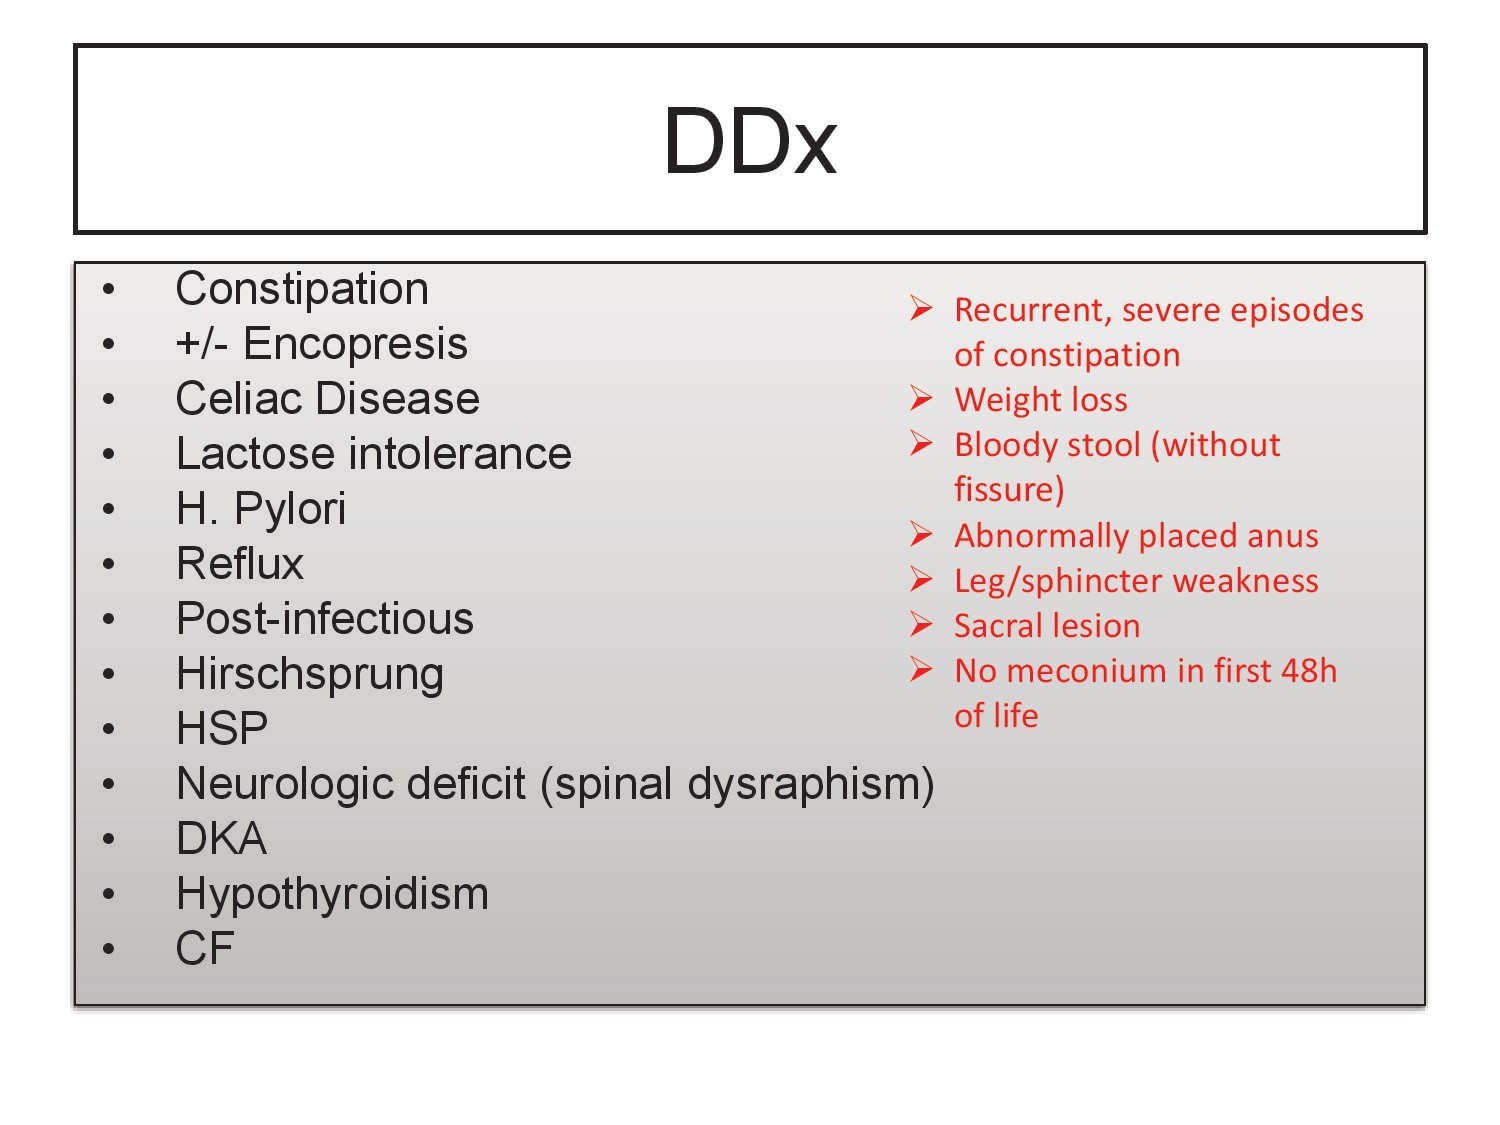 DDx
• Constipation
• +/- Encopresis
• Celiac Disease
• Lactose intolerance
• H. Pylori
• Reflux
• Post-infectious
• Hirschsprung
• HSP
• Neurologic deficit (spinal dysraphism)
• DKA
• Hypothyroidism
• CF
➢ Recurrent, severe episodes
of constipation
➢ Weight loss
➢ Bloody stool (without
fissure)
➢ Abnormally placed anus
➢ Leg/sphincter weakness
➢ Sacral lesion
➢ No meconium in first 48h
of life